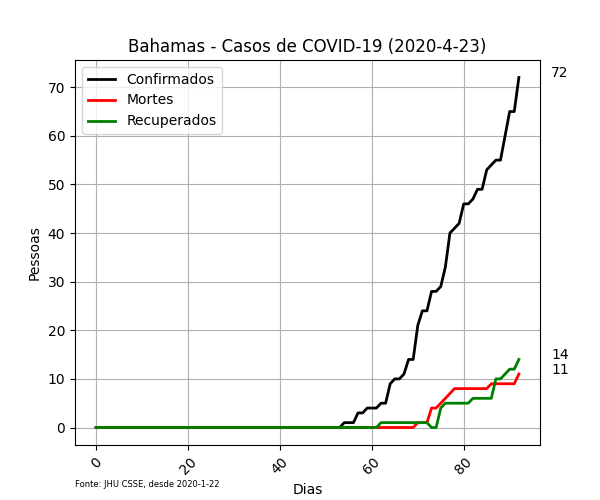 Bahamas - Casos de COVID-19 (2020-4-23)
Confirmados
Mortes
Recuperados
72
14
11
Pessoas
70
60
50
40
30
20
10
0
0
20
40
60
80
Dias
Fonte: JHU CSSE, desde 2020-1-22